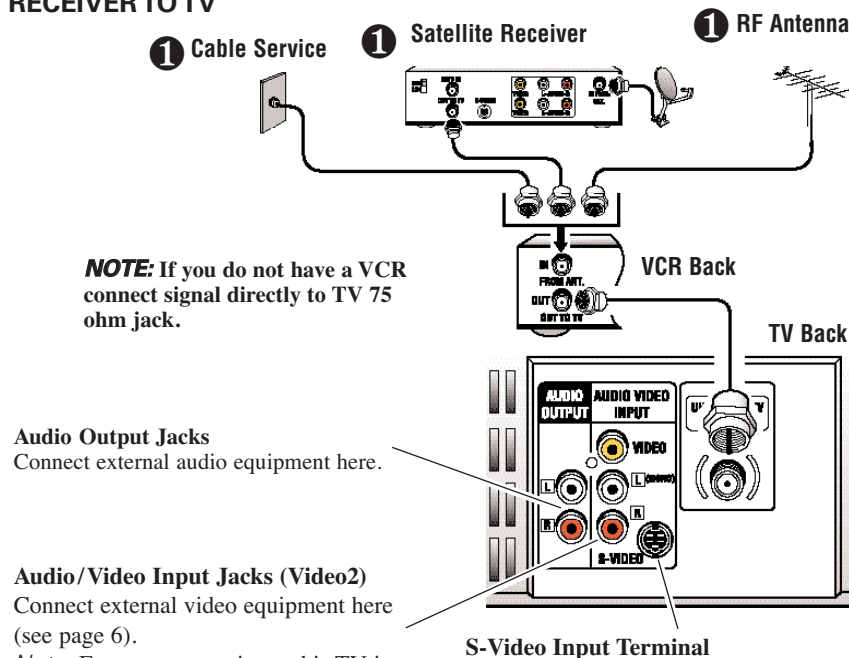 RECEIVER TO TV
1 Cable Service
1 Satellite Receiver
1 RF Antenna
IN
FROM ANT.
OUT
OUT TO TV
VCR Back
NOTE: If you do not have a VCR
connect signal directly to TV 75
ohm jack.
TV Back
AUDIO OUTPUT
AUDIO VIDEO INPUT
VIDEO
L
L (MONO)
R
R
S-VIDEO
Audio Output Jacks
Connect external audio equipment here.
Audio/Video Input Jacks (Video2)
Connect external video equipment here
(see page 6).
S-Video Input Terminal